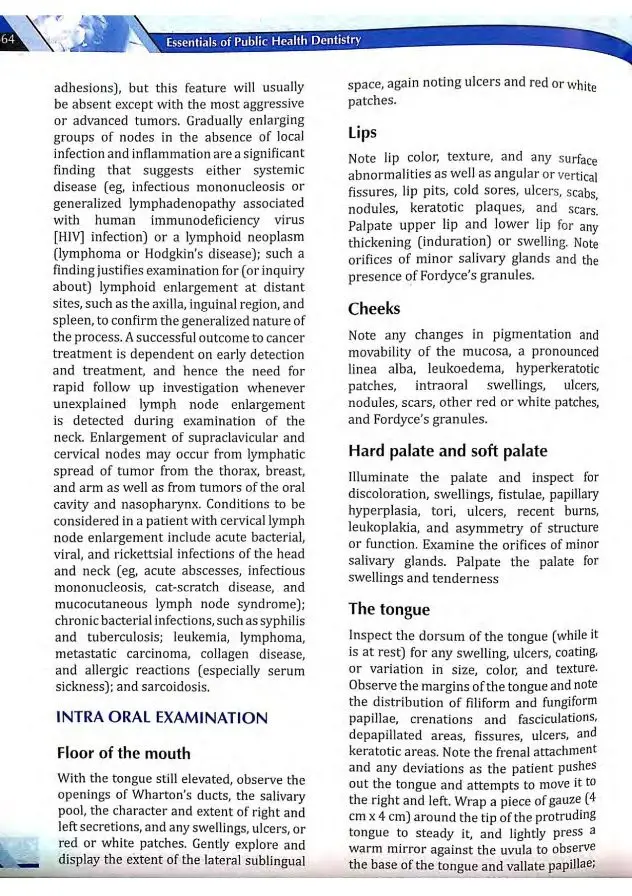 64
Essentials of Public Health Dentistry
adhesions), but this feature will usually
be absent except with the most aggressive
or advanced tumors. Gradually enlarging
groups of nodes in the absence of local
infection and inflammation are a significant
finding that suggests either systemic
disease (eg, infectious mononucleosis or
generalized lymphadenopathy associated
with human immunodeficiency virus
[HIV] infection) or a lymphoid neoplasm
(lymphoma or Hodgkin's disease); such a
finding justifies examination for (or inquiry
about) lymphoid enlargement at distant
sites, such as the axilla, inguinal region, and
spleen, to confirm the generalized nature of
the process. A successful outcome to cancer
treatment is dependent on early detection
and treatment, and hence the need for
rapid follow up investigation whenever
unexplained lymph node enlargement
is detected during examination of the
neck. Enlargement of supraclavicular and
cervical nodes may occur from lymphatic
spread of tumor from the thorax, breast,
and arm as well as from tumors of the oral
cavity and nasopharynx. Conditions to be
considered in a patient with cervical lymph
node enlargement include acute bacterial,
viral, and rickettsial infections of the head
and neck (eg, acute abscesses, infectious
mononucleosis, cat-scratch disease, and
mucocutaneous lymph node syndrome);
chronic bacterial infections, such as syphilis
and tuberculosis; leukemia, lymphoma,
metastatic carcinoma, collagen disease,
and allergic reactions (especially serum
sickness); and sarcoidosis.
INTRA ORAL EXAMINATION
Floor of the mouth
With the tongue still elevated, observe the
openings of Wharton's ducts, the salivary
pool, the character and extent of right and
left secretions, and any swellings, ulcers, or
red or white patches. Gently explore and
display the extent of the lateral sublingual
space, again noting ulcers and red or white
patches.
Lips
Note lip color, texture, and any surface
abnormalities as well as angular or vertical
fissures, lip pits, cold sores, ulcers, scabs,
nodules, keratotic plaques, and scars.
Palpate upper lip and lower lip for any
thickening (induration) or swelling. Note
orifices of minor salivary glands and the
presence of Fordyce's granules.
Cheeks
Note any changes in pigmentation and
movability of the mucosa, a pronounced
linea alba, leukoedema, hyperkeratotic
patches, intraoral swellings, ulcers,
nodules, scars, other red or white patches,
and Fordyce's granules.
Hard palate and soft palate
Illuminate the palate and inspect for
discoloration, swellings, fistulae, papillary
hyperplasia, tori, ulcers, recent burns,
leukoplakia, and asymmetry of structure
or function. Examine the orifices of minor
salivary glands. Palpate the palate for
swellings and tenderness
The tongue
Inspect the dorsum of the tongue (while it
is at rest) for any swelling, ulcers, coating,
or variation in size, color, and texture.
Observe the margins of the tongue and note
the distribution of filiform and fungiform
papillae, crenations and fasciculations,
depapillated areas, fissures, ulcers, and
keratotic areas. Note the frenal attachment
and any deviations as the patient pushes
out the tongue and attempts to move it to
the right and left. Wrap a piece of gauze (4
cm x 4 cm) around the tip of the protruding
tongue to steady it, and lightly press a
warm mirror against the uvula to observe
the base of the tongue and vallate papillae;